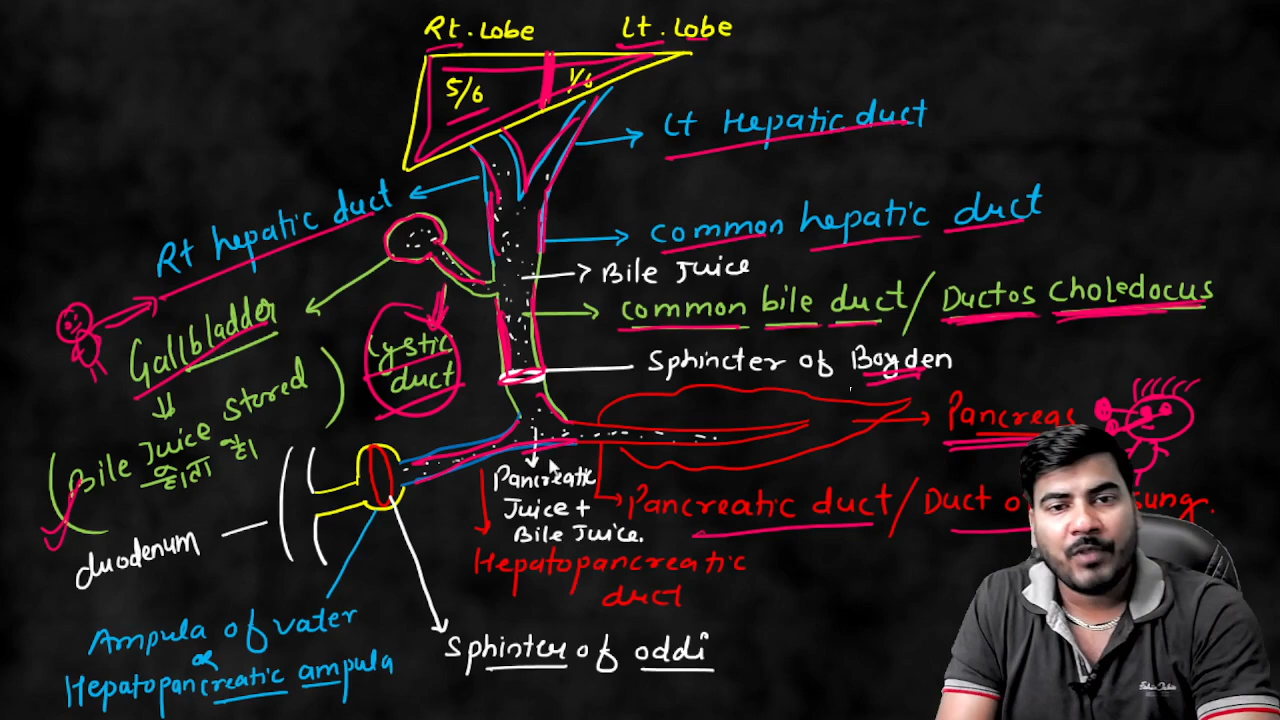 Rt. Lobe
Lt. Lobe
5/6
1/6
Lt Hepatic duct
Rt hepatic duct
common hepatic duct
Bile Juice
common bile duct / Ductos Choledocus
Gallbladder
Cystic
duct
Sphincter of Boyden
(Bile Juice stored)
होता है।
Pancreas
Pancreatic
Juice +
Bile Juice.
Pancreatic duct / Duct
duodenum
Hepatopancreatic
duct
Ampula of vater
or
Hepatopancreatic ampula
Sphinter of oddi